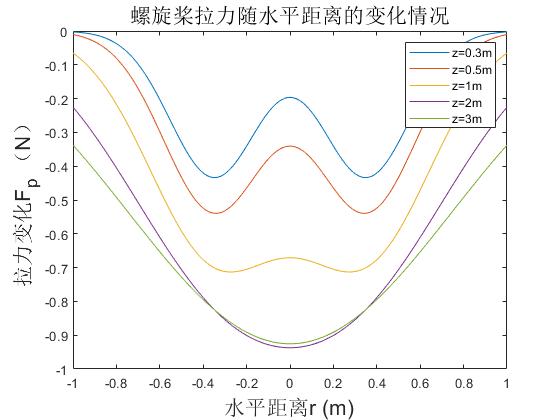 螺旋桨拉力随水平距离的变化情况
0
-0.1
-0.2
-0.3
-0.4
-0.5
-0.6
-0.7
-0.8
-0.9
-1
拉力变化Fp （N）
z=0.3m
z=0.5m
z=1m
z=2m
z=3m
-1 -0.8 -0.6 -0.4 -0.2 0 0.2 0.4 0.6 0.8 1
水平距离r (m)